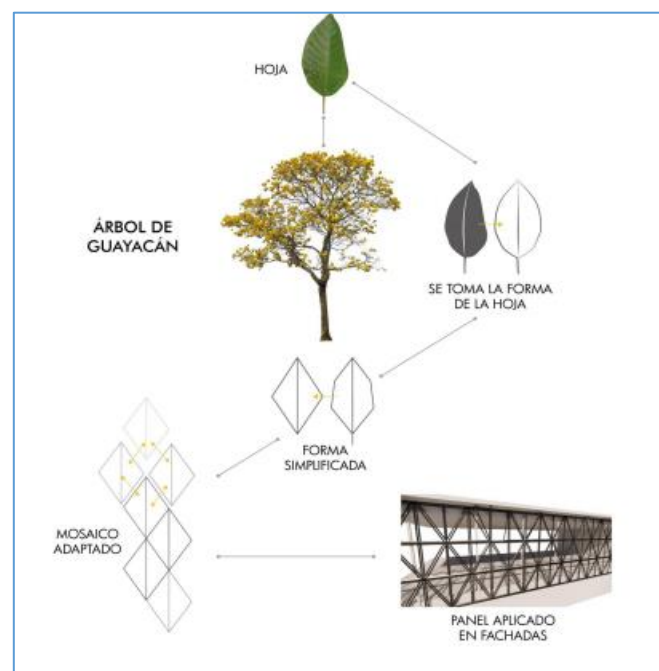 HOJA
ÁRBOL DE
GUAYACÁN
SE TOMA LA FORMA
DE LA HOJA
FORMA
SIMPLIFICADA
MOSAICO
ADAPTADO
PANEL APLICADO
EN FACHADAS